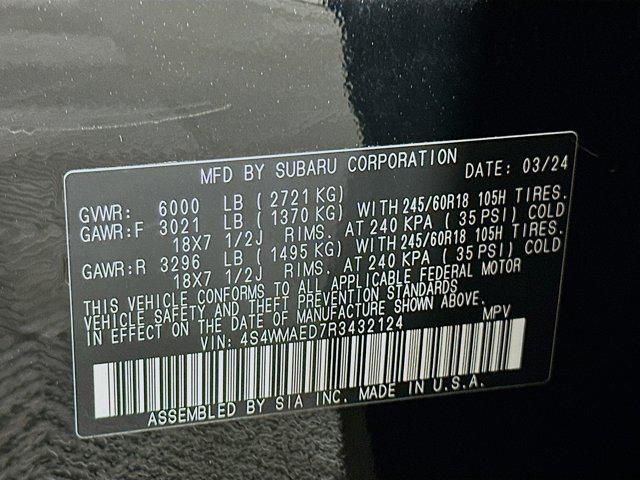 MFD BY SUBARU CORPORATION DATE: 03/24
GVWR: 6000 LB ( 2721 KG)
GAWR:F 3021 LB ( 1370 KG) WITH 245/60R18 105H TIRES.
18X7 1/2J RIMS. AT 240 KPA ( 35 PSI) COLD
GAWR:R 3296 LB ( 1495 KG) WITH 245/60R18 105H TIRES.
18X7 1/2J RIMS. AT 240 KPA ( 35 PSI) COLD
THIS VEHICLE CONFORMS TO ALL APPLICABLE FEDERAL MOTOR
VEHICLE SAFETY AND THEFT PREVENTION STANDARDS
IN EFFECT ON THE DATE OF MANUFACTURE SHOWN ABOVE.
VIN: 4S4WMAED7R3432124 MPV
ASSEMBLED BY SIA INC. MADE IN U.S.A.